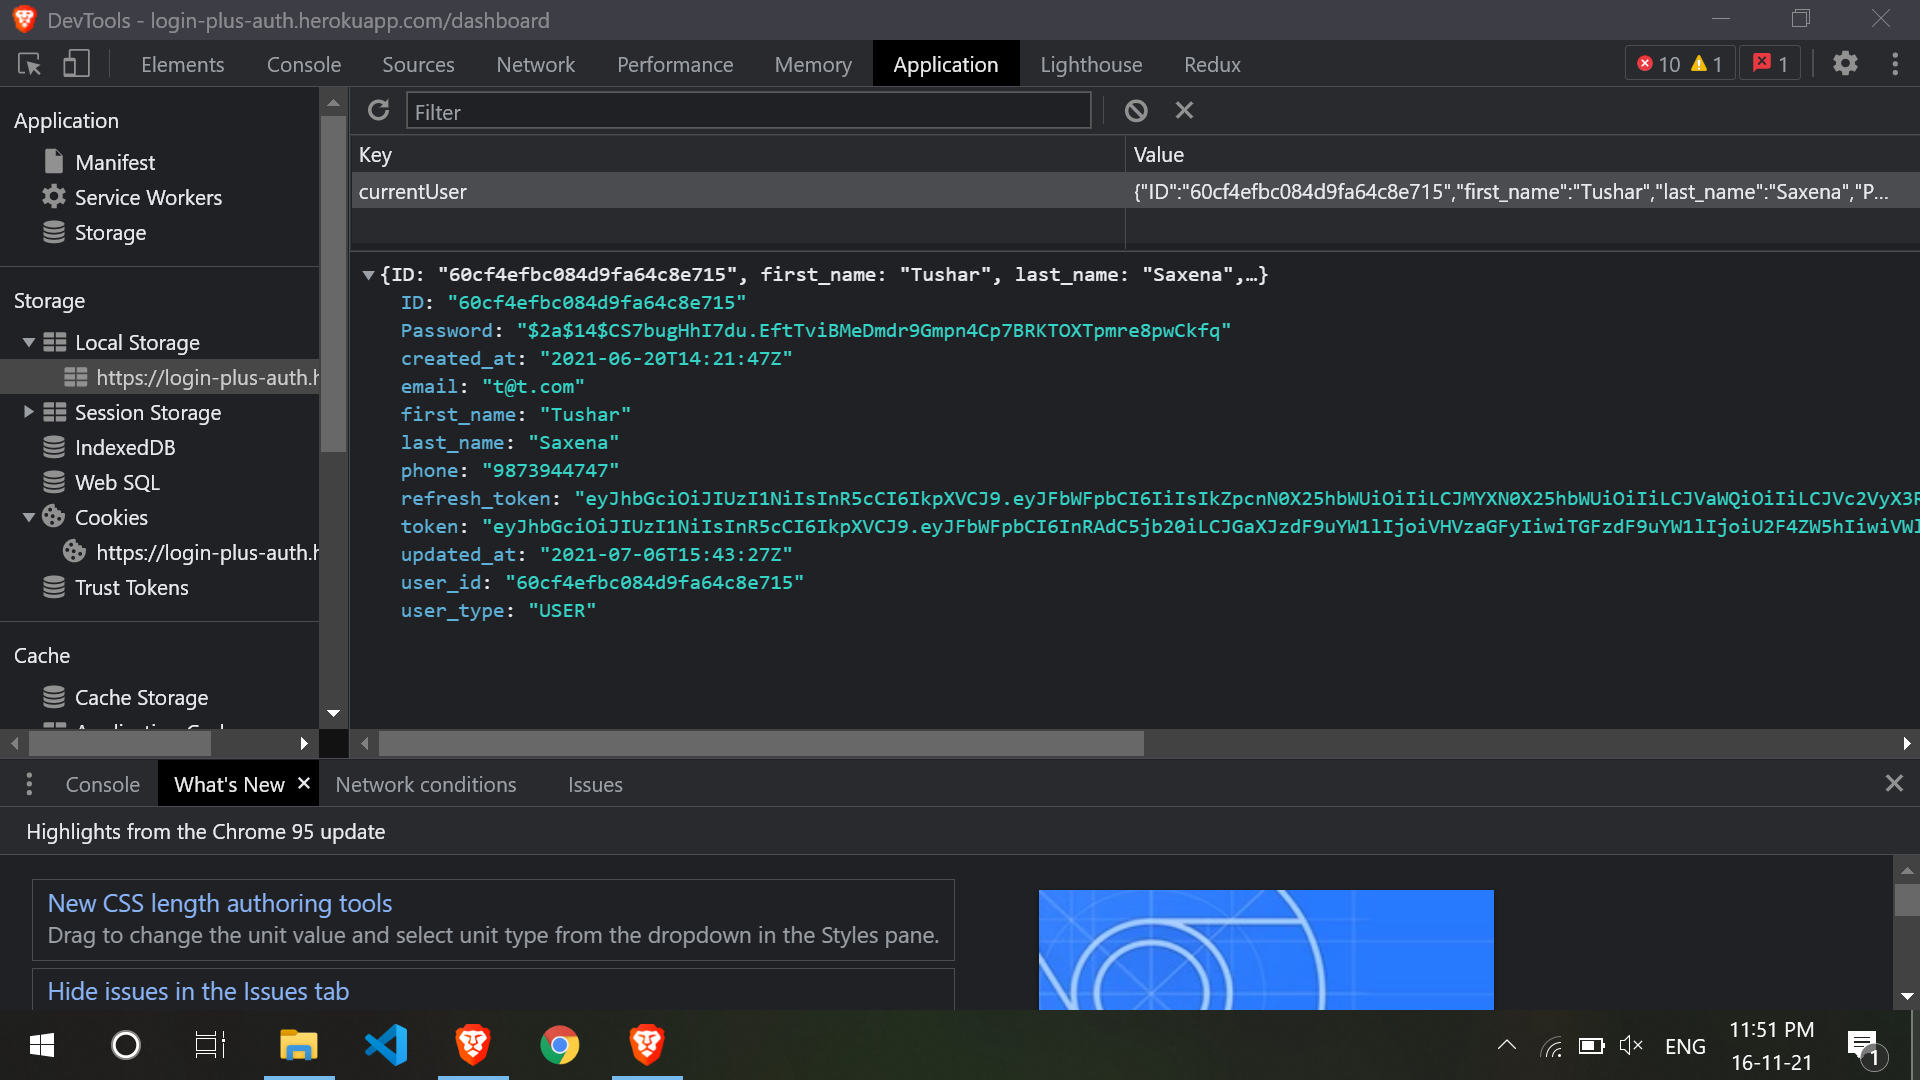 DevTools - login-plus-auth.herokuapp.com/dashboard
Elements Console Sources Network Performance Memory Application Lighthouse Redux 10 1 1
Application
Manifest
Service Workers
Storage
Storage
Local Storage
https://login-plus-auth.h
Session Storage
IndexedDB
Web SQL
Cookies
https://login-plus-auth.h
Trust Tokens
Cache
Cache Storage
Filter
Key Value
currentUser {"ID":"60cf4efbc084d9fa64c8e715","first_name":"Tushar","last_name":"Saxena","P...
{ID: "60cf4efbc084d9fa64c8e715", first_name: "Tushar", last_name: "Saxena",…}
ID: "60cf4efbc084d9fa64c8e715"
Password: "$2a$14$CS7bugHhI7du.EftTviBMeDmdr9Gmpn4Cp7BRKTOXTpmre8pwCkfq"
created_at: "2021-06-20T14:21:47Z"
email: "t@t.com"
first_name: "Tushar"
last_name: "Saxena"
phone: "9873944747"
refresh_token: "eyJhbGciOiJIUzI1NiIsInR5cCI6IkpXVCJ9.eyJFbWFpbCI6IiIsIkZpcnN0X25hbWUiOiIiLCJMYXN0X25hbWUiOiIiLCJVaWQiOiIiLCJVc2VyX3R
token: "eyJhbGciOiJIUzI1NiIsInR5cCI6IkpXVCJ9.eyJFbWFpbCI6InRAdC5jb20iLCJGaXJzdF9uYW1lIjoiVHVzaGFyIiwiTGFzdF9uYW1lIjoiU2F4ZW5hIiwiVWl
updated_at: "2021-07-06T15:43:27Z"
user_id: "60cf4efbc084d9fa64c8e715"
user_type: "USER"
Console What's New Network conditions Issues
Highlights from the Chrome 95 update
New CSS length authoring tools
Drag to change the unit value and select unit type from the dropdown in the Styles pane.
Hide issues in the Issues tab
ENG
11:51 PM
16-11-21
1